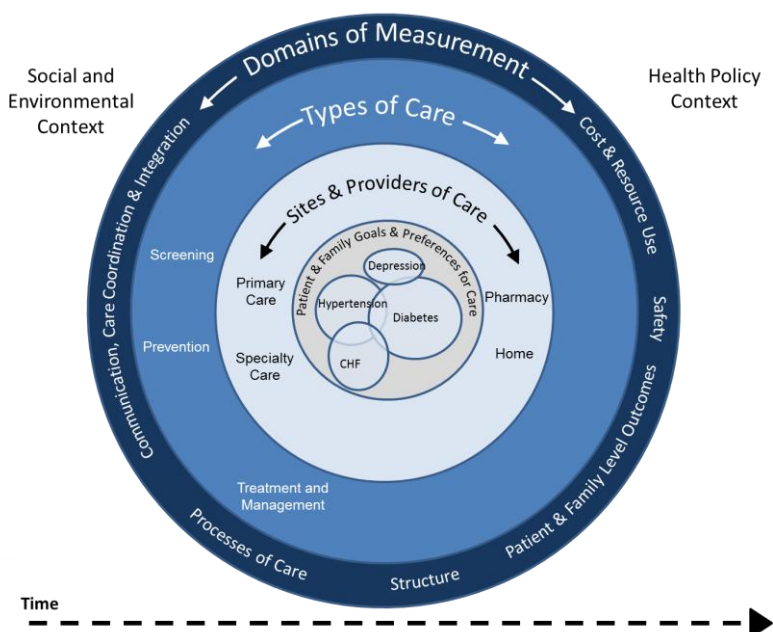 Domains of Measurement
Social and
Environmental
Context
Health Policy
Context
Types of Care
Communication, Care Coordination & Integration
Cost & Resource Use
Sites & Providers of Care
Patient & Family Goals & Preferences for Care
Screening
Depression
Primary
Care
Hypertension
Pharmacy
Diabetes
Safety
Prevention
Specialty
Care
CHF
Home
Patient & Family Level Outcomes
Treatment and
Management
Processes of Care
Structure
Time